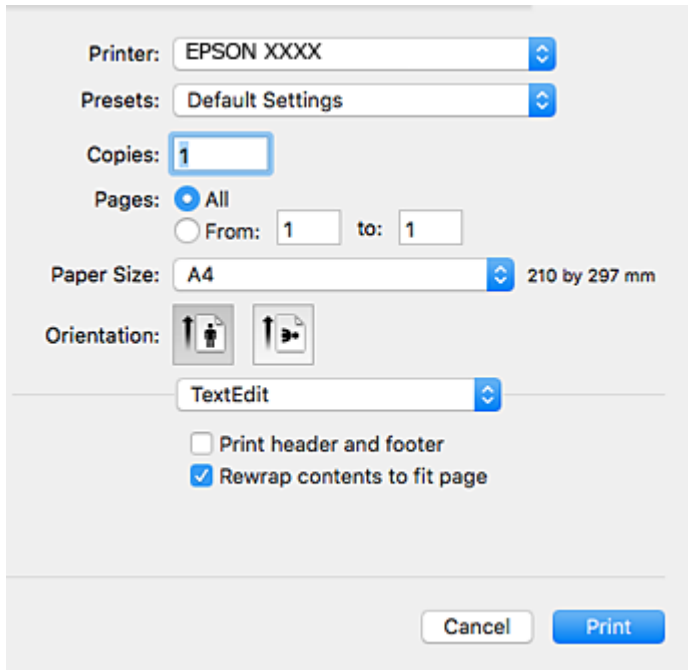 Printer: EPSON XXXX
Presets: Default Settings
Copies: 1
Pages: All
From: 1 to: 1
Paper Size: A4 210 by 297 mm
Orientation:
TextEdit
Print header and footer
Rewrap contents to fit page
Cancel Print